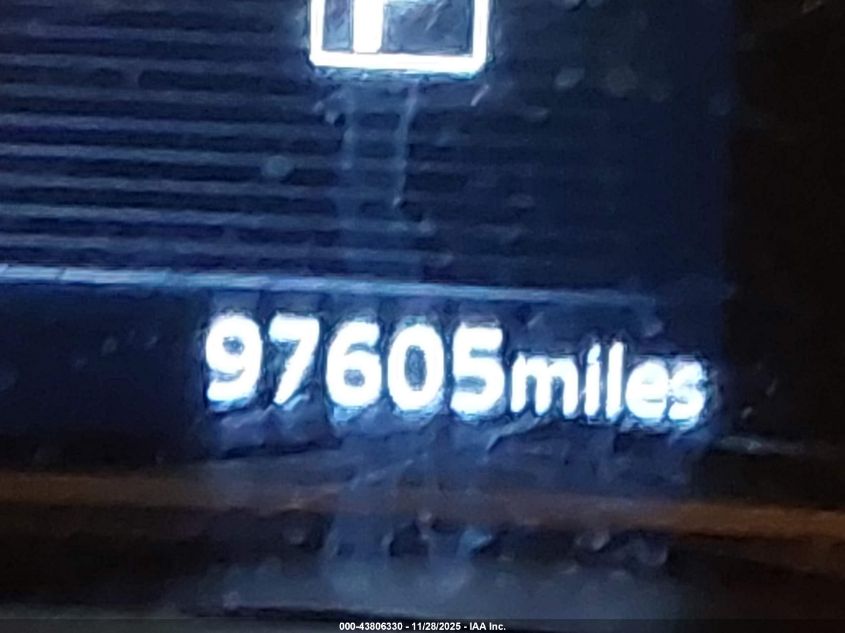 97605miles
000-43806330 - 11/28/2025 - IAA Inc.